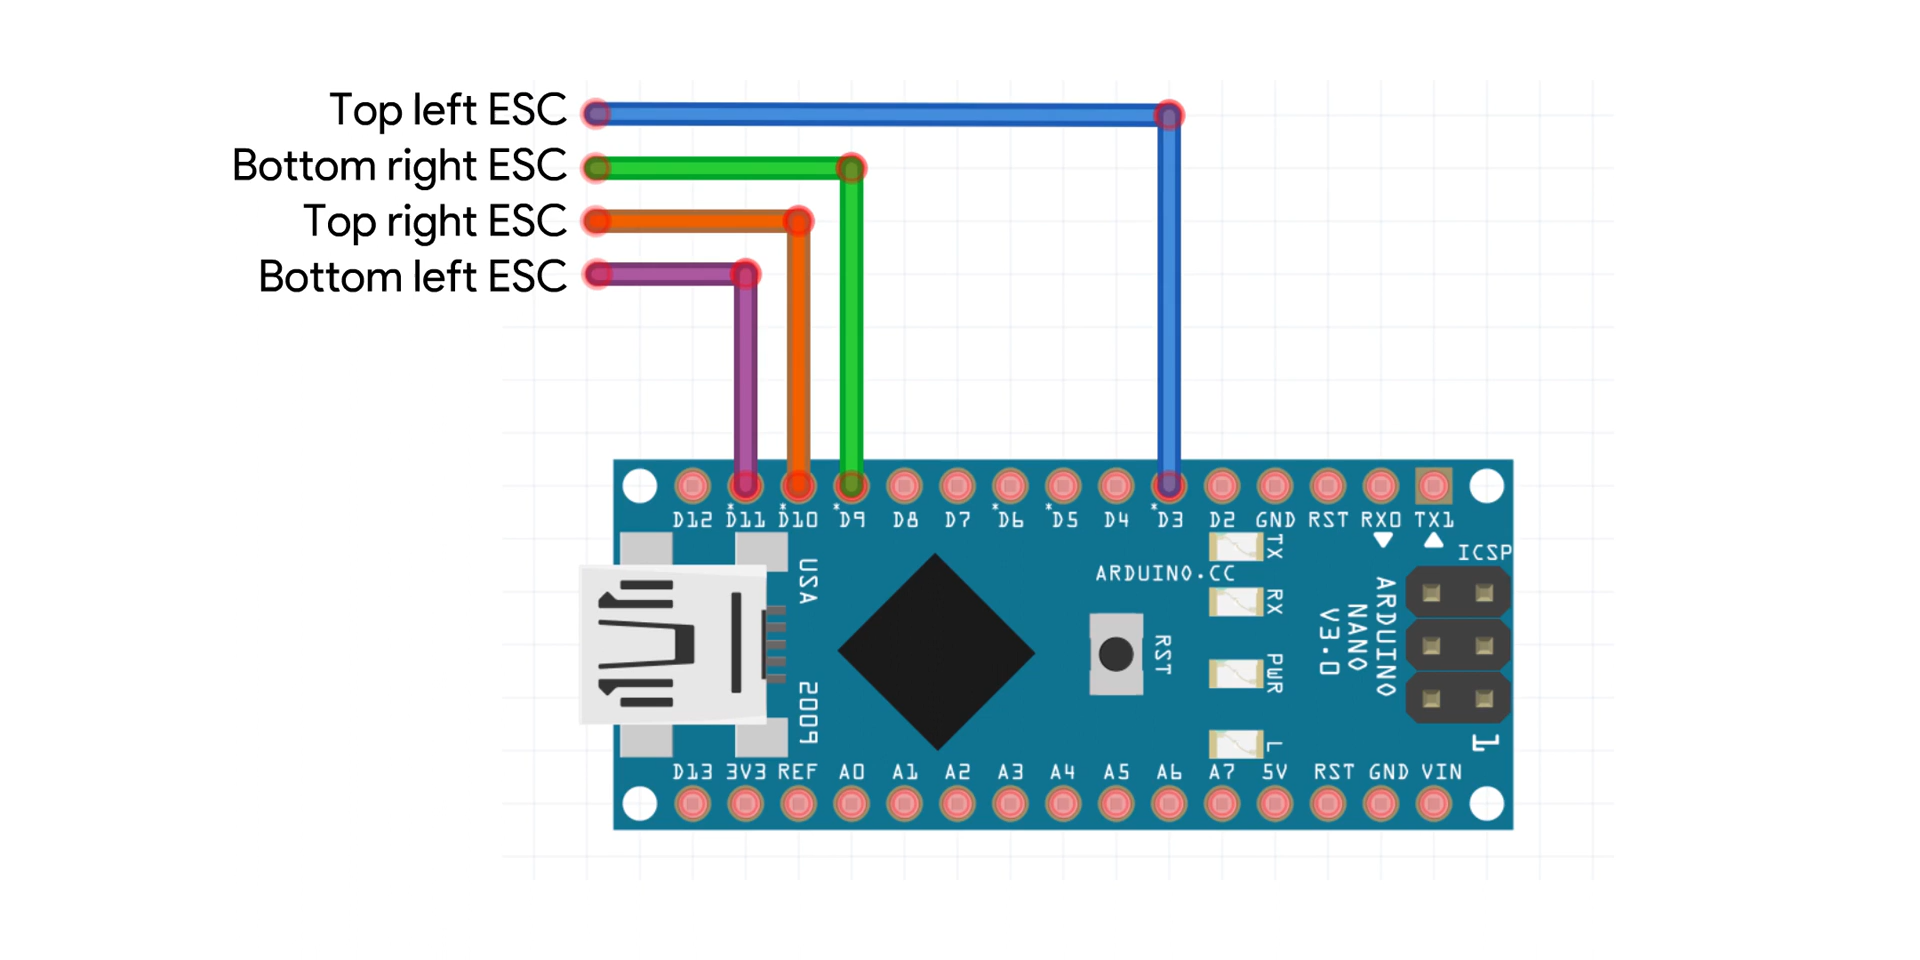 Top left ESC
Bottom right ESC
Top right ESC
Bottom left ESC
D12 *D11 *D10 *D9 D8 D7 *D6 *D5 D4 *D3 D2 GND RST RX0 TX1
ICSP
USA
2009
ARDUINO.CC
RST
TX
RX
PWR
L
ARDUINO
NANO
V3.0
1
D13 3V3 REF A0 A1 A2 A3 A4 A5 A6 A7 5V RST GND VIN